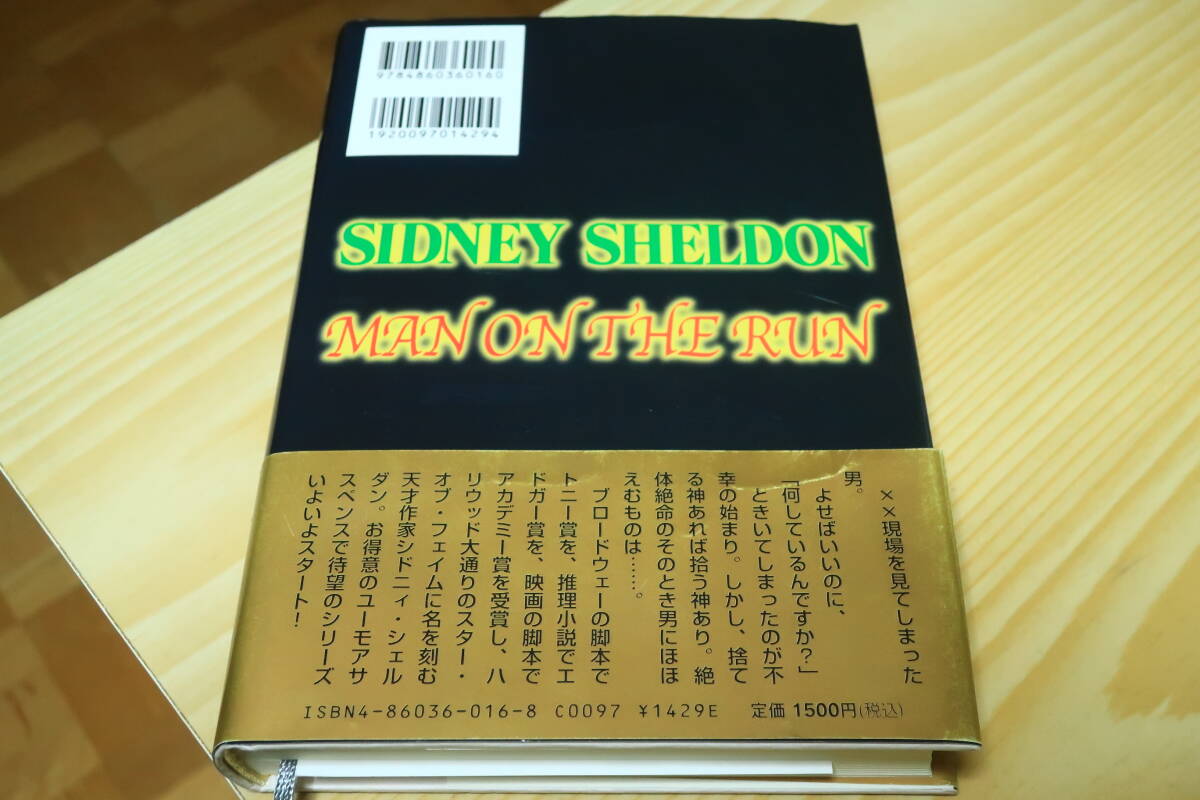 9784860360160
1920097014294
SIDNEY SHELDON
MAN ON THE RUN
××現場を見てしまった
男。
よせばいいのに、
「何しているんですか?」
ときいてしまったのが不
幸の始まり。しかし、捨て
る神あれば拾う神あり。絶
体絶命のそのとき男にほほ
えむものは……。
ブロードウェーの脚本で
トニー賞を、推理小説でエ
ドガー賞を、映画の脚本で
アカデミー賞を受賞し、ハ
リウッド大通りのスター・
オブ・フェイムに名を刻む
天才作家シドニィ・シェル
ダン。お得意のユーモアサ
スペンスで待望のシリーズ
いよいよスタート!
ISBN4-86036-016-8 C0097 ¥1429E 定価 1500円(税込)